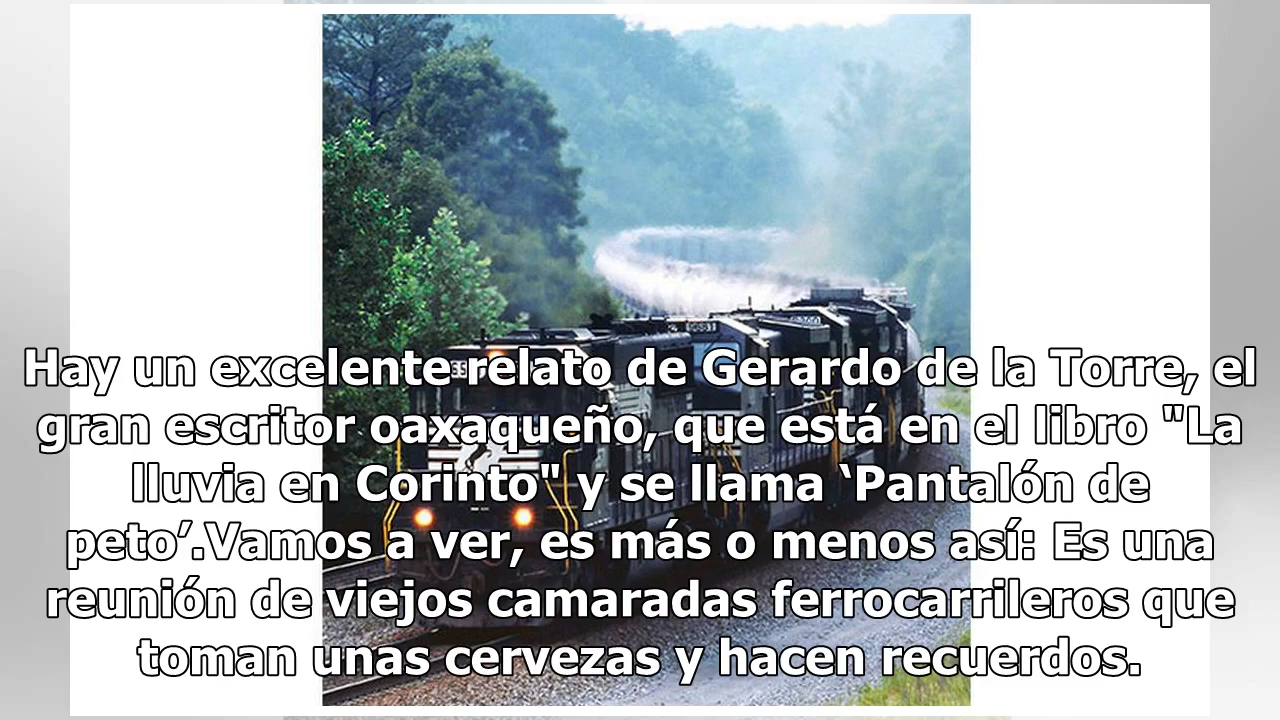 Hay un excelente relato de Gerardo de la Torre, el
gran escritor oaxaqueño, que está en el libro "La
lluvia en Corinto" y se llama ‘Pantalón de
peto’.Vamos a ver, es más o menos así: Es una
reunión de viejos camaradas ferrocarrileros que
toman unas cervezas y hacen recuerdos.